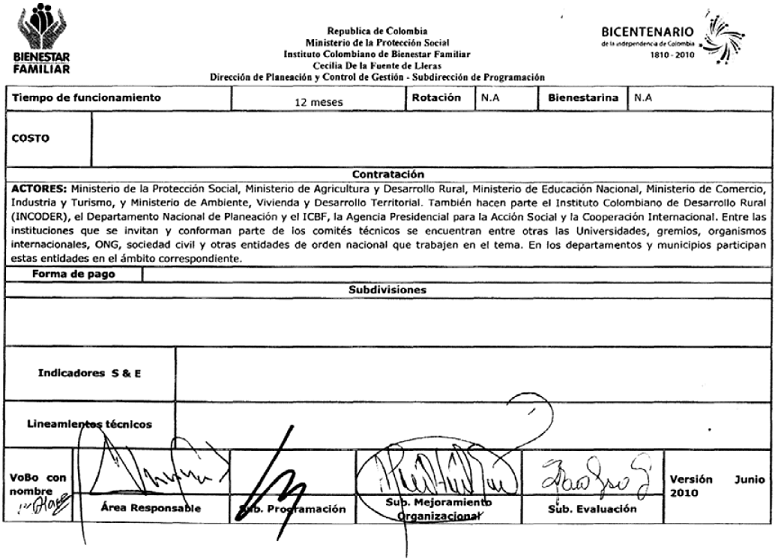 BIENESTAR
FAMILIAR
Republica de Colombia
Ministerio de la Protección Social
Instituto Colombiano de Bienestar Familiar
Cecilia De la Fuente de Lleras
Dirección de Planeación y Control de Gestión - Subdirección de Programación
BICENTENARIO
de la independencia de Colombia
1810 - 2010
Tiempo de funcionamiento 12 meses Rotación N.A Bienestarina N.A
COSTO
Contratación
ACTORES: Ministerio de la Protección Social, Ministerio de Agricultura y Desarrollo Rural, Ministerio de Educación Nacional, Ministerio de Comercio,
Industria y Turismo, y Ministerio de Ambiente, Vivienda y Desarrollo Territorial. También hacen parte el Instituto Colombiano de Desarrollo Rural
(INCODER), el Departamento Nacional de Planeación y el ICBF, la Agencia Presidencial para la Acción Social y la Cooperación Internacional. Entre las
instituciones que se invitan y conforman parte de los comités técnicos se encuentran entre otras las Universidades, gremios, organismos
internacionales, ONG, sociedad civil y otras entidades de orden nacional que trabajen en el tema. En los departamentos y municipios participan
estas entidades en el ámbito correspondiente.
Forma de pago
Subdivisiones
Indicadores S & E
Lineamientos técnicos
VoBo con
nombre
Área Responsable
Sub. Programación
Sub. Mejoramiento
Organizacional
Sub. Evaluación
Versión Junio
2010